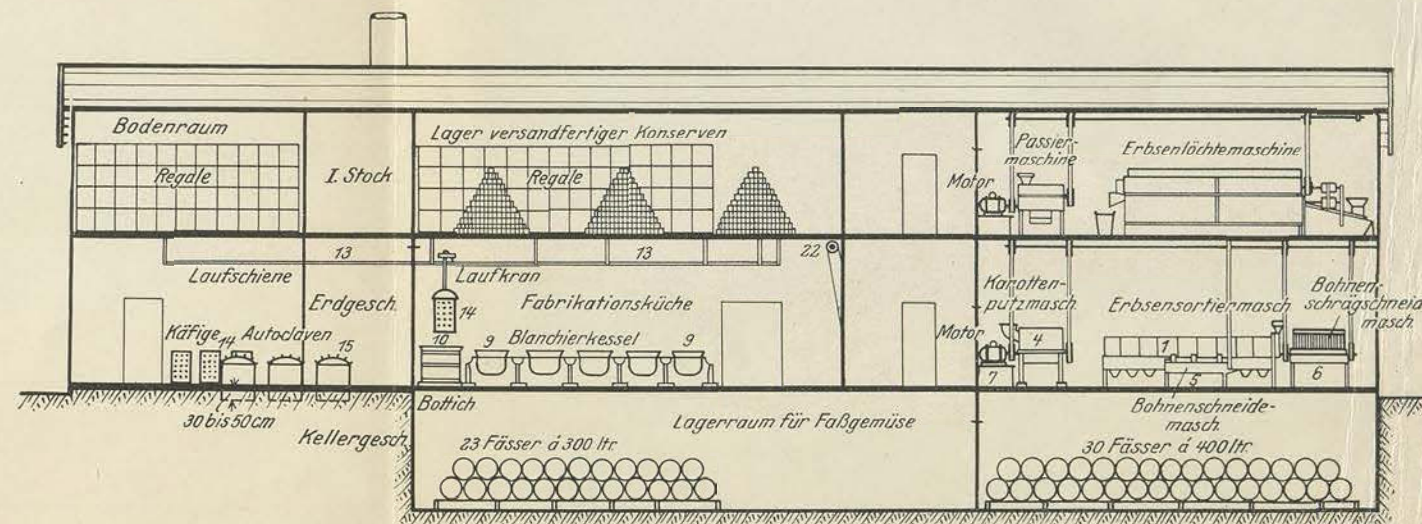 Bodenraum
Regale
I. Stock
Lager versandfertiger Konserven
Regale
Passier-
maschine
Erbsenlöchtemaschine
Motor
13
13
22
Laufschiene
Laufkran
Erdgesch.
Fabrikationsküche
14
Karotten-
putzmasch.
Erbsensortiermasch.
Bohnen-
schrägschneide
masch.
Käfige
14
Autoclaven
15
10
9
Blanchierkessel
9
Motor
7
4
1
5
6
30 bis 50 cm
Kellergesch.
Bottich
Lagerraum für Faßgemüse
Bohnenschneide-
masch.
23 Fässer á 300 ltr.
30 Fässer á 400 ltr.